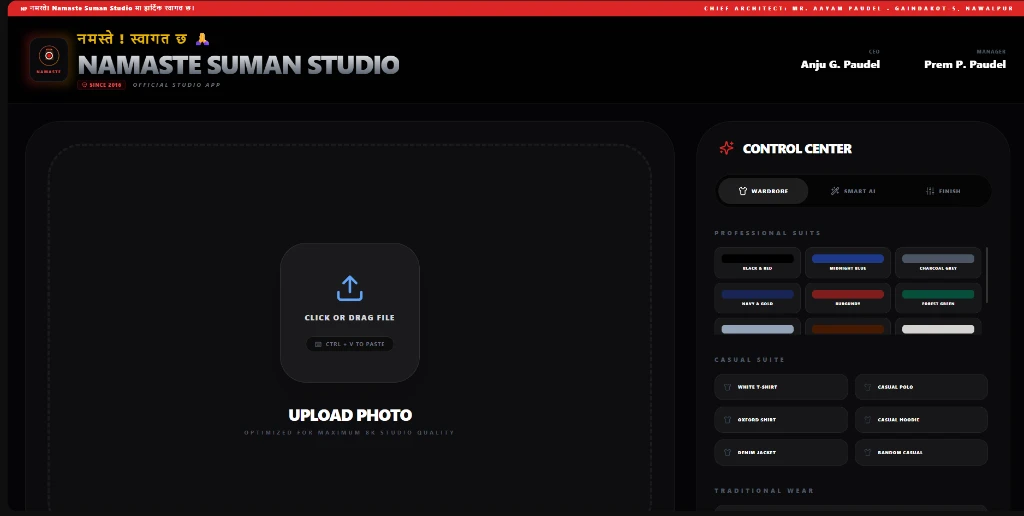 NP नमस्ते! Namaste Suman Studio मा हार्दिक स्वागत छ।
CHIEF ARCHITECT: MR. AAYAM PAUDEL - GAINDAKOT-5, NAWALPUR
नमस्ते ! स्वागत छ 🙏
NAMASTE
NAMASTE SUMAN STUDIO
SINCE 2010
OFFICIAL STUDIO APP
CEO
Anju G. Paudel
MANAGER
Prem P. Paudel
CLICK OR DRAG FILE
CTRL + V TO PASTE
UPLOAD PHOTO
OPTIMIZED FOR MAXIMUM 8K STUDIO QUALITY
CONTROL CENTER
WARDROBE
SMART AI
FINISH
PROFESSIONAL SUITS
BLACK & RED
MIDNIGHT BLUE
CHARCOAL GREY
NAVY & GOLD
BURGUNDY
FOREST GREEN
CASUAL SUITE
WHITE T-SHIRT
CASUAL POLO
OXFORD SHIRT
CASUAL HOODIE
DENIM JACKET
RANDOM CASUAL
TRADITIONAL WEAR